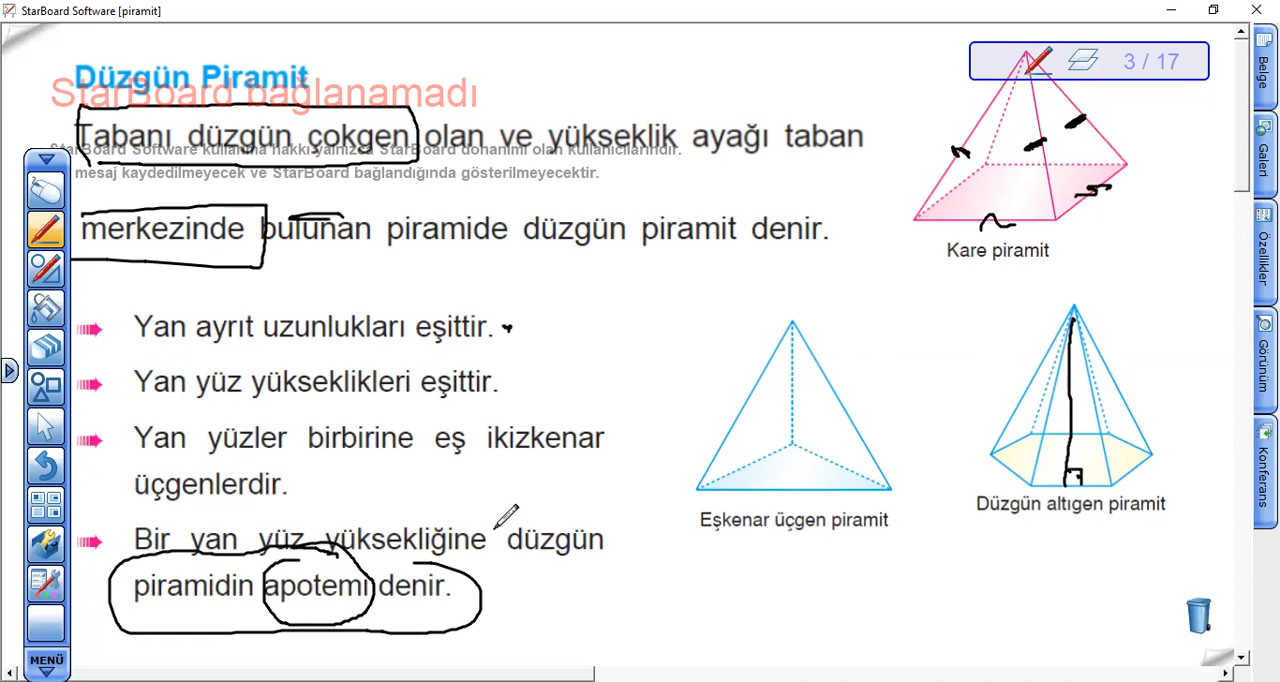 StarBoard Software [piramit]
Düzgün Piramit
StarBoard bağlanamadı
3 / 17
Tabanı düzgün çokgen olan ve yükseklik ayağı taban
StarBoard Software kullanma hakkı yalnızca StarBoard donanımı olan kullanıcılarındır.
mesaj kaydedilmeyecek ve StarBoard bağlandığında gösterilmeyecektir.
merkezinde bulunan piramide düzgün piramit denir.
Kare piramit
Yan ayrıt uzunlukları eşittir.
Yan yüz yükseklikleri eşittir.
Yan yüzler birbirine eş ikizkenar
üçgenlerdir.
Bir yan yüz yüksekliğine düzgün
piramidin apotemi denir.
Eşkenar üçgen piramit
Düzgün altıgen piramit
MENÜ
Belge
Galeri
Özellikler
Görünüm
Konferans